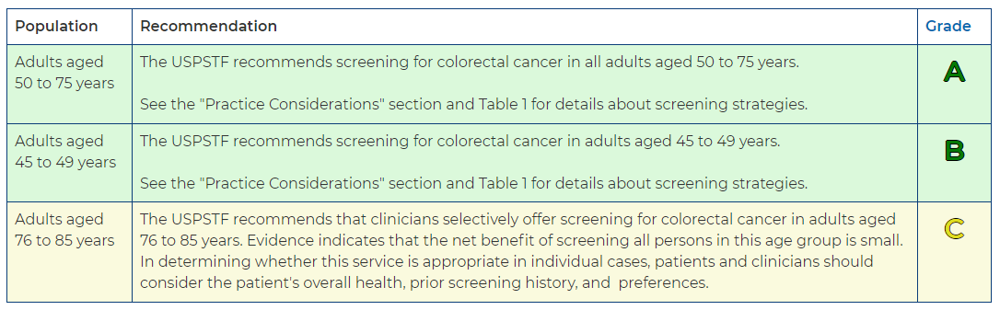 Population Recommendation Grade
Adults aged
50 to 75 years
The USPSTF recommends screening for colorectal cancer in all adults aged 50 to 75 years.
See the "Practice Considerations" section and Table 1 for details about screening strategies.
A
Adults aged
45 to 49 years
The USPSTF recommends screening for colorectal cancer in adults aged 45 to 49 years.
See the "Practice Considerations" section and Table 1 for details about screening strategies.
B
Adults aged
76 to 85 years
The USPSTF recommends that clinicians selectively offer screening for colorectal cancer in adults aged
76 to 85 years. Evidence indicates that the net benefit of screening all persons in this age group is small.
In determining whether this service is appropriate in individual cases, patients and clinicians should
consider the patient's overall health, prior screening history, and  preferences.
C